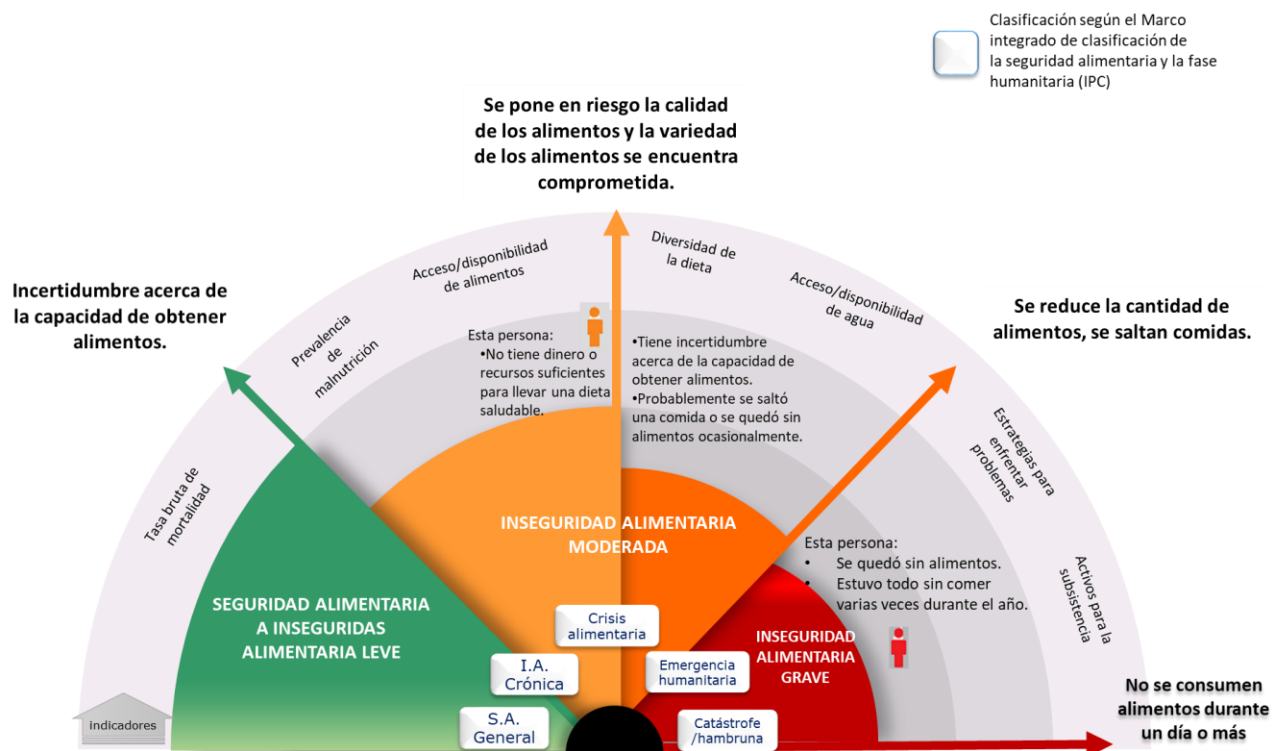 Clasificación según el Marco
integrado de clasificación de
la seguridad alimentaria y la fase
humanitaria (IPC)
Se pone en riesgo la calidad
de los alimentos y la variedad
de los alimentos se encuentra
comprometida.
Incertidumbre acerca de
la capacidad de obtener
alimentos.
Se reduce la cantidad de
alimentos, se saltan comidas.
No se consumen
alimentos durante
un día o más
Tasa bruta de
mortalidad
Prevalencia
de
malnutrición
Acceso/disponibilidad
de alimentos
Diversidad de
la dieta
Acceso/disponibilidad
de agua
Estrategias para
enfrentar
problemas
Activos para la
subsistencia
Esta persona:
•No tiene dinero o
recursos suficientes
para llevar una dieta
saludable.
•Tiene incertidumbre
acerca de la capacidad de
obtener alimentos.
•Probablemente se saltó
una comida o se quedó sin
alimentos ocasionalmente.
Esta persona:
• Se quedó sin alimentos.
• Estuvo todo sin comer
varias veces durante el año.
SEGURIDAD ALIMENTARIA
A INSEGURIDAS
ALIMENTARIA LEVE
INSEGURIDAD ALIMENTARIA
MODERADA
INSEGURIDAD
ALIMENTARIA
GRAVE
S.A.
General
I.A.
Crónica
Crisis
alimentaria
Emergencia
humanitaria
Catástrofe
/hambruna
indicadores